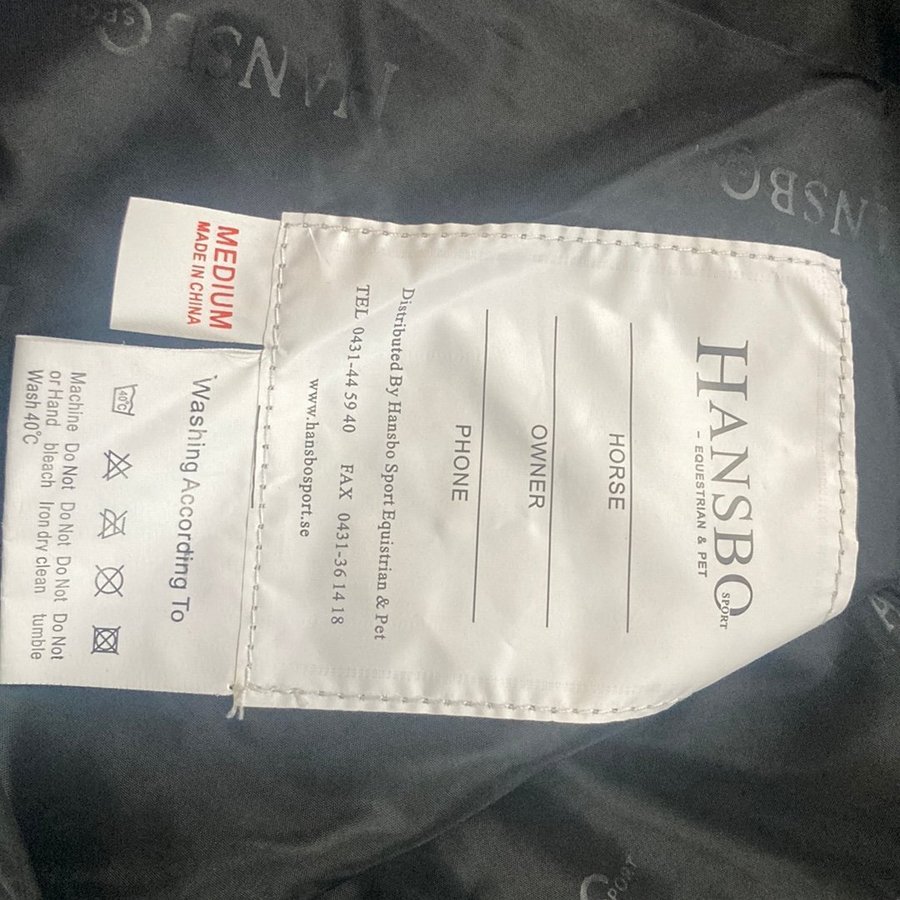 HANSBO
SPORT
– EQUESTRIAN & PET
HORSE
OWNER
PHONE
Distributed By Hansbo Sport Equistrian & Pet
TEL 0431-44 59 40 FAX 0431-36 14 18
www.hansbosport.se
MEDIUM
MADE IN CHINA
Washing According To
40°C
Machine Do Not Do Not Do Not Do Not
or Hand bleach Iron dry clean tumble
Wash 40°C
HANSBO
SPORT